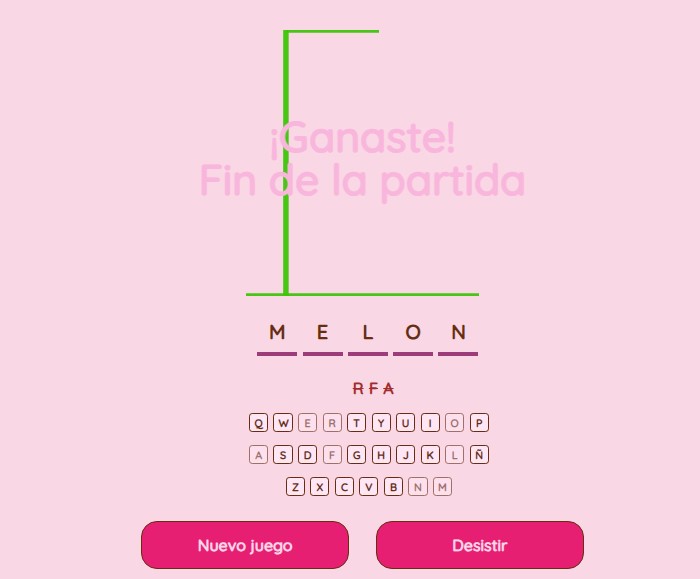 ¡Ganaste!
Fin de la partida
M E L O N
R F A
Q W E R T Y U I O P
A S D F G H J K L Ñ
Z X C V B N M
Nuevo juego Desistir